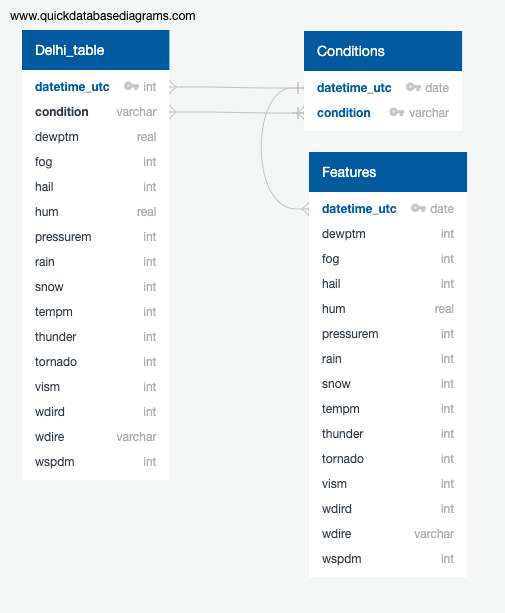 www.quickdatabasediagrams.com
Delhi_table
datetime_utc int
condition varchar
dewptm real
fog int
hail int
hum real
pressurem int
rain int
snow int
tempm int
thunder int
tornado int
vism int
wdird int
wdire varchar
wspdm int
Conditions
datetime_utc date
condition varchar
Features
datetime_utc date
dewptm int
fog int
hail int
hum real
pressurem int
rain int
snow int
tempm int
thunder int
tornado int
vism int
wdird int
wdire varchar
wspdm int